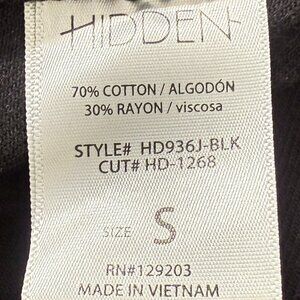 HIDDEN
70% COTTON / ALGODÓN
30% RAYON / viscosa
STYLE# HD936J-BLK
CUT# HD-1268
SIZE S
RN#129203
MADE IN VIETNAM